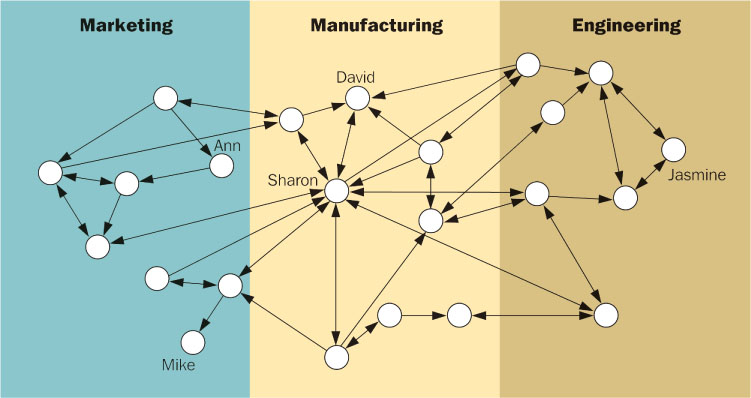 Marketing
Manufacturing
Engineering
David
Ann
Sharon
Jasmine
Mike